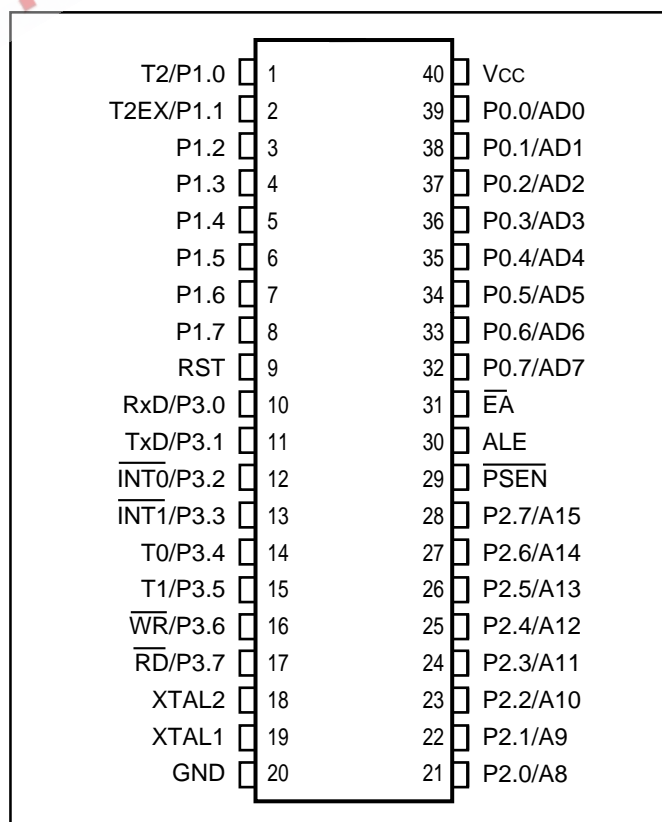 T2/P1.0 1 40 Vcc
T2EX/P1.1 2 39 P0.0/AD0
P1.2 3 38 P0.1/AD1
P1.3 4 37 P0.2/AD2
P1.4 5 36 P0.3/AD3
P1.5 6 35 P0.4/AD4
P1.6 7 34 P0.5/AD5
P1.7 8 33 P0.6/AD6
RST 9 32 P0.7/AD7
RxD/P3.0 10 31 E̅A̅
TxD/P3.1 11 30 ALE
I̅N̅T̅0̅/P3.2 12 29 P̅S̅E̅N̅
I̅N̅T̅1̅/P3.3 13 28 P2.7/A15
T0/P3.4 14 27 P2.6/A14
T1/P3.5 15 26 P2.5/A13
W̅R̅/P3.6 16 25 P2.4/A12
R̅D̅/P3.7 17 24 P2.3/A11
XTAL2 18 23 P2.2/A10
XTAL1 19 22 P2.1/A9
GND 20 21 P2.0/A8